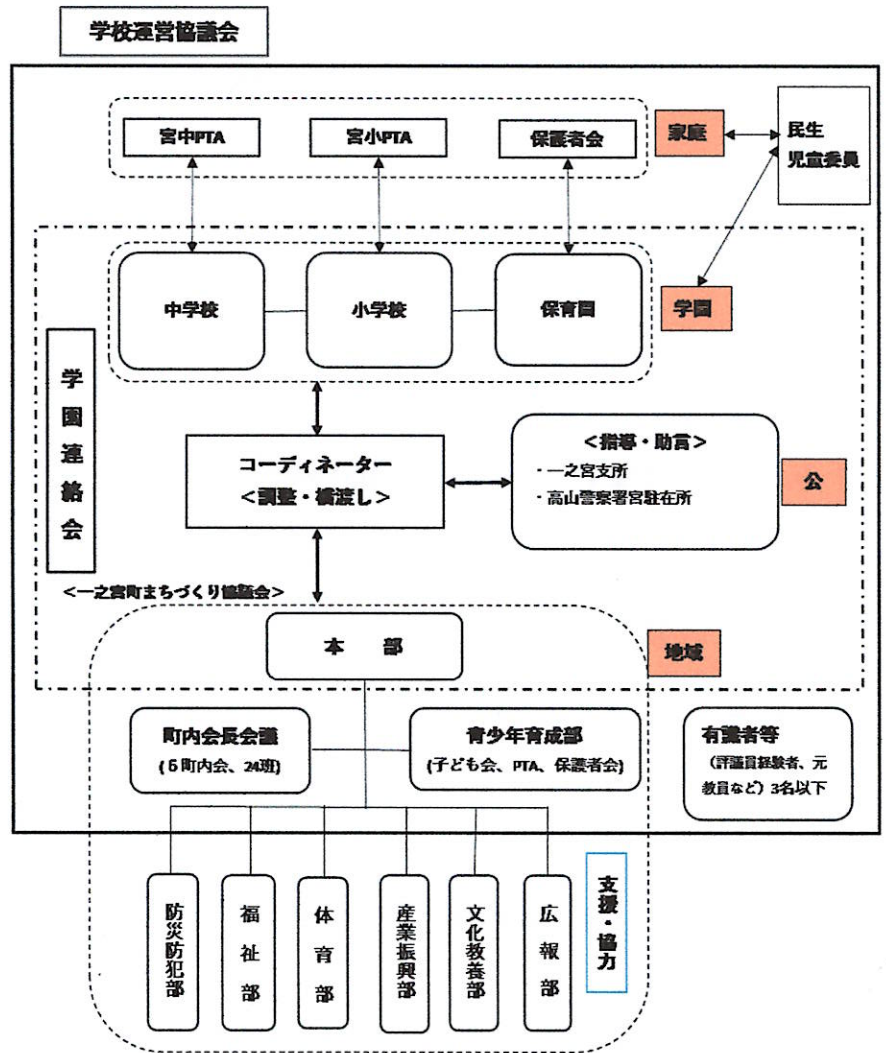 学校運営協議会
宮中PTA
宮小PTA
保護者会
家庭
民生
児童委員
中学校
小学校
保育園
学園
学園連絡会
コーディネーター
<調整・橋渡し>
<指導・助言>
・一之宮支所
・高山警察署宮駐在所
公
<一之宮町まちづくり協議会>
本 部
地域
町内会長会議
(6町内会、24班)
青少年育成部
(子ども会、PTA、保護者会)
有識者等
(評議員経験者、元
教員など)3名以下
防災防犯部
福祉部
体育部
産業振興部
文化教養部
広報部
支援・協力